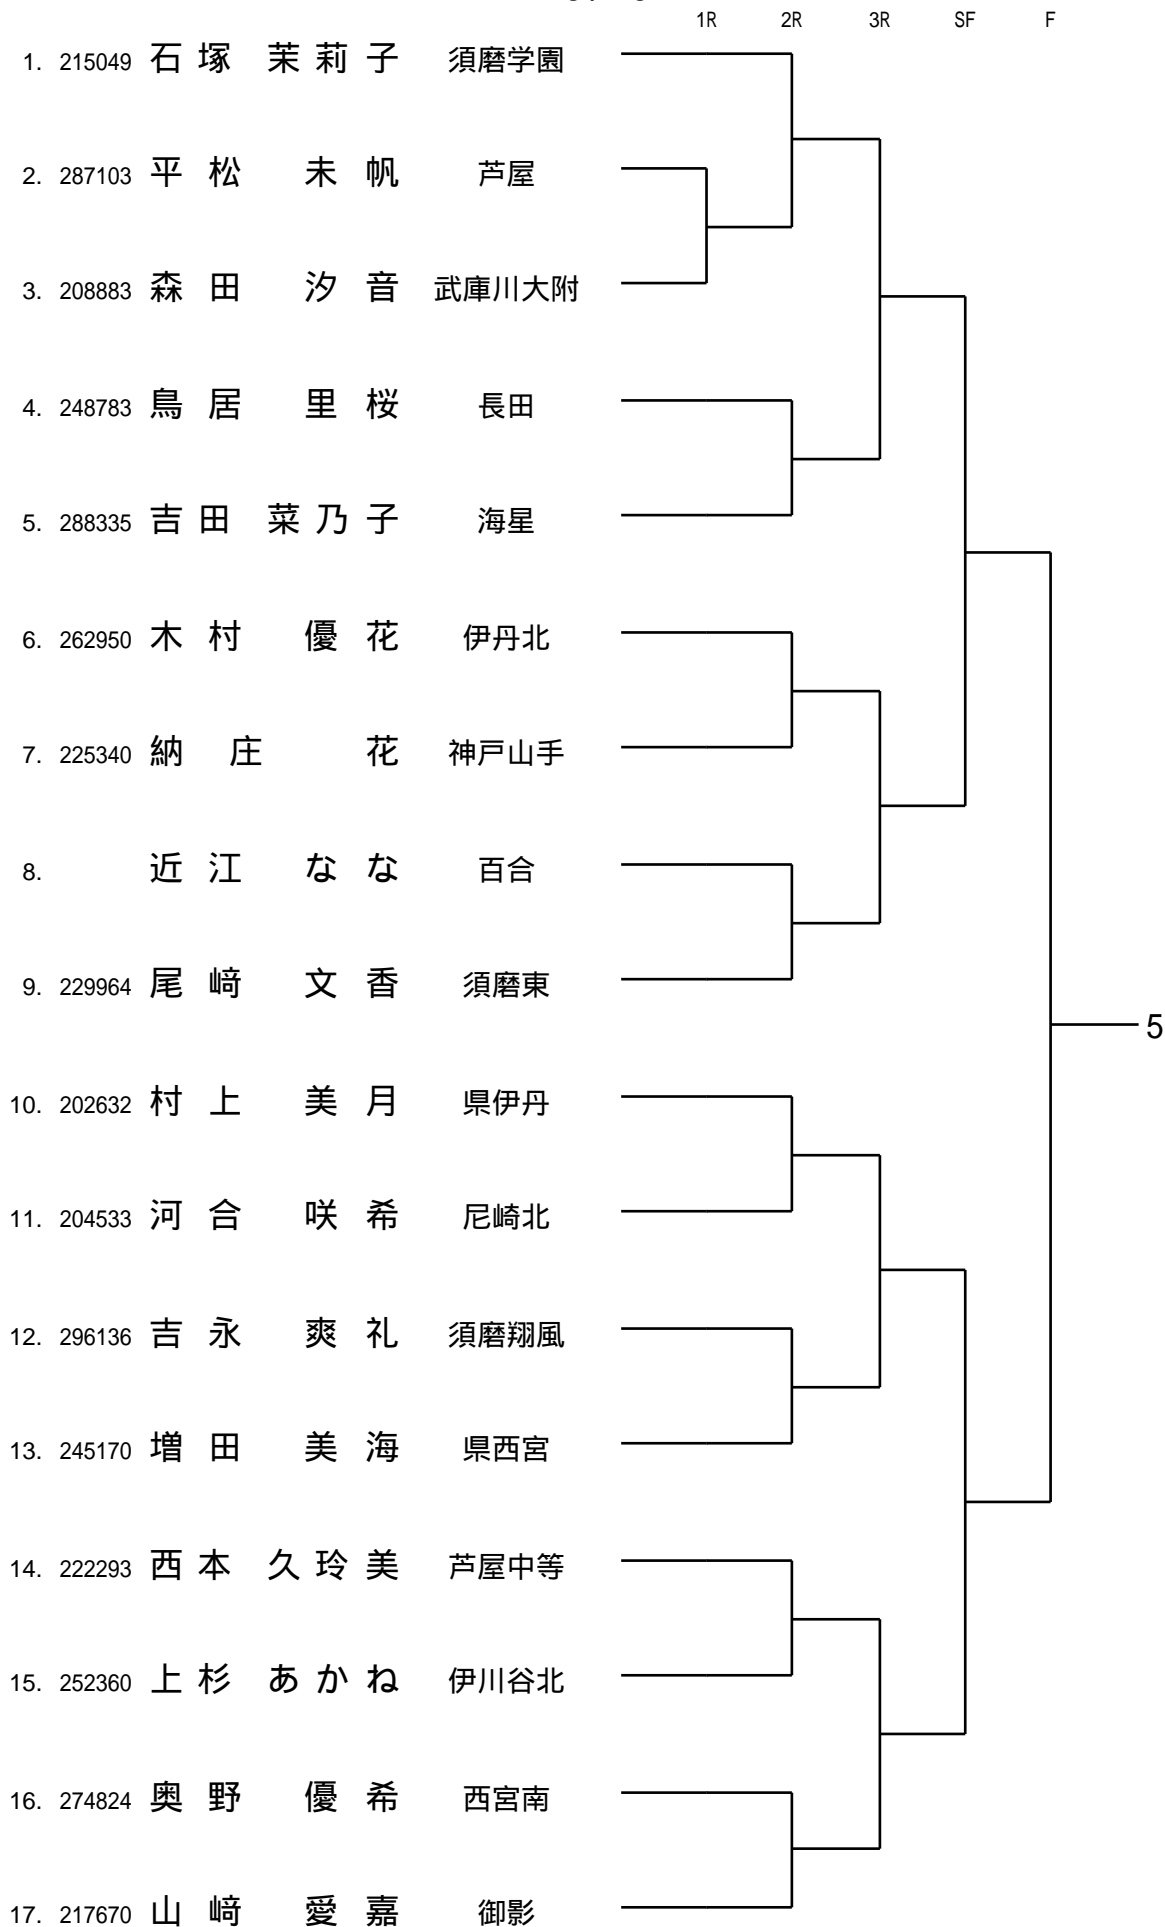 1R 2R 3R SF F
1. 215049 石塚 茉莉子 須磨学園
2. 287103 平松 未帆 芦屋
3. 208883 森田 汐音 武庫川大附
4. 248783 鳥居 里桜 長田
5. 288335 吉田 菜乃子 海星
6. 262950 木村 優花 伊丹北
7. 225340 納庄 花 神戸山手
8. 近江 なな 百合
9. 229964 尾﨑 文香 須磨東
5
10. 202632 村上 美月 県伊丹
11. 204533 河合 咲希 尼崎北
12. 296136 吉永 爽礼 須磨翔風
13. 245170 増田 美海 県西宮
14. 222293 西本 久玲美 芦屋中等
15. 252360 上杉 あかね 伊川谷北
16. 274824 奥野 優希 西宮南
17. 217670 山﨑 愛嘉 御影